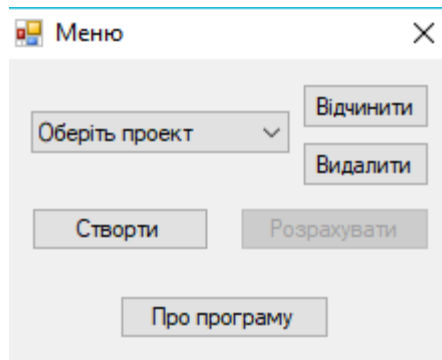 Меню
Відчинити
Оберіть проект
Видалити
Створти
Розрахувати
Про програму